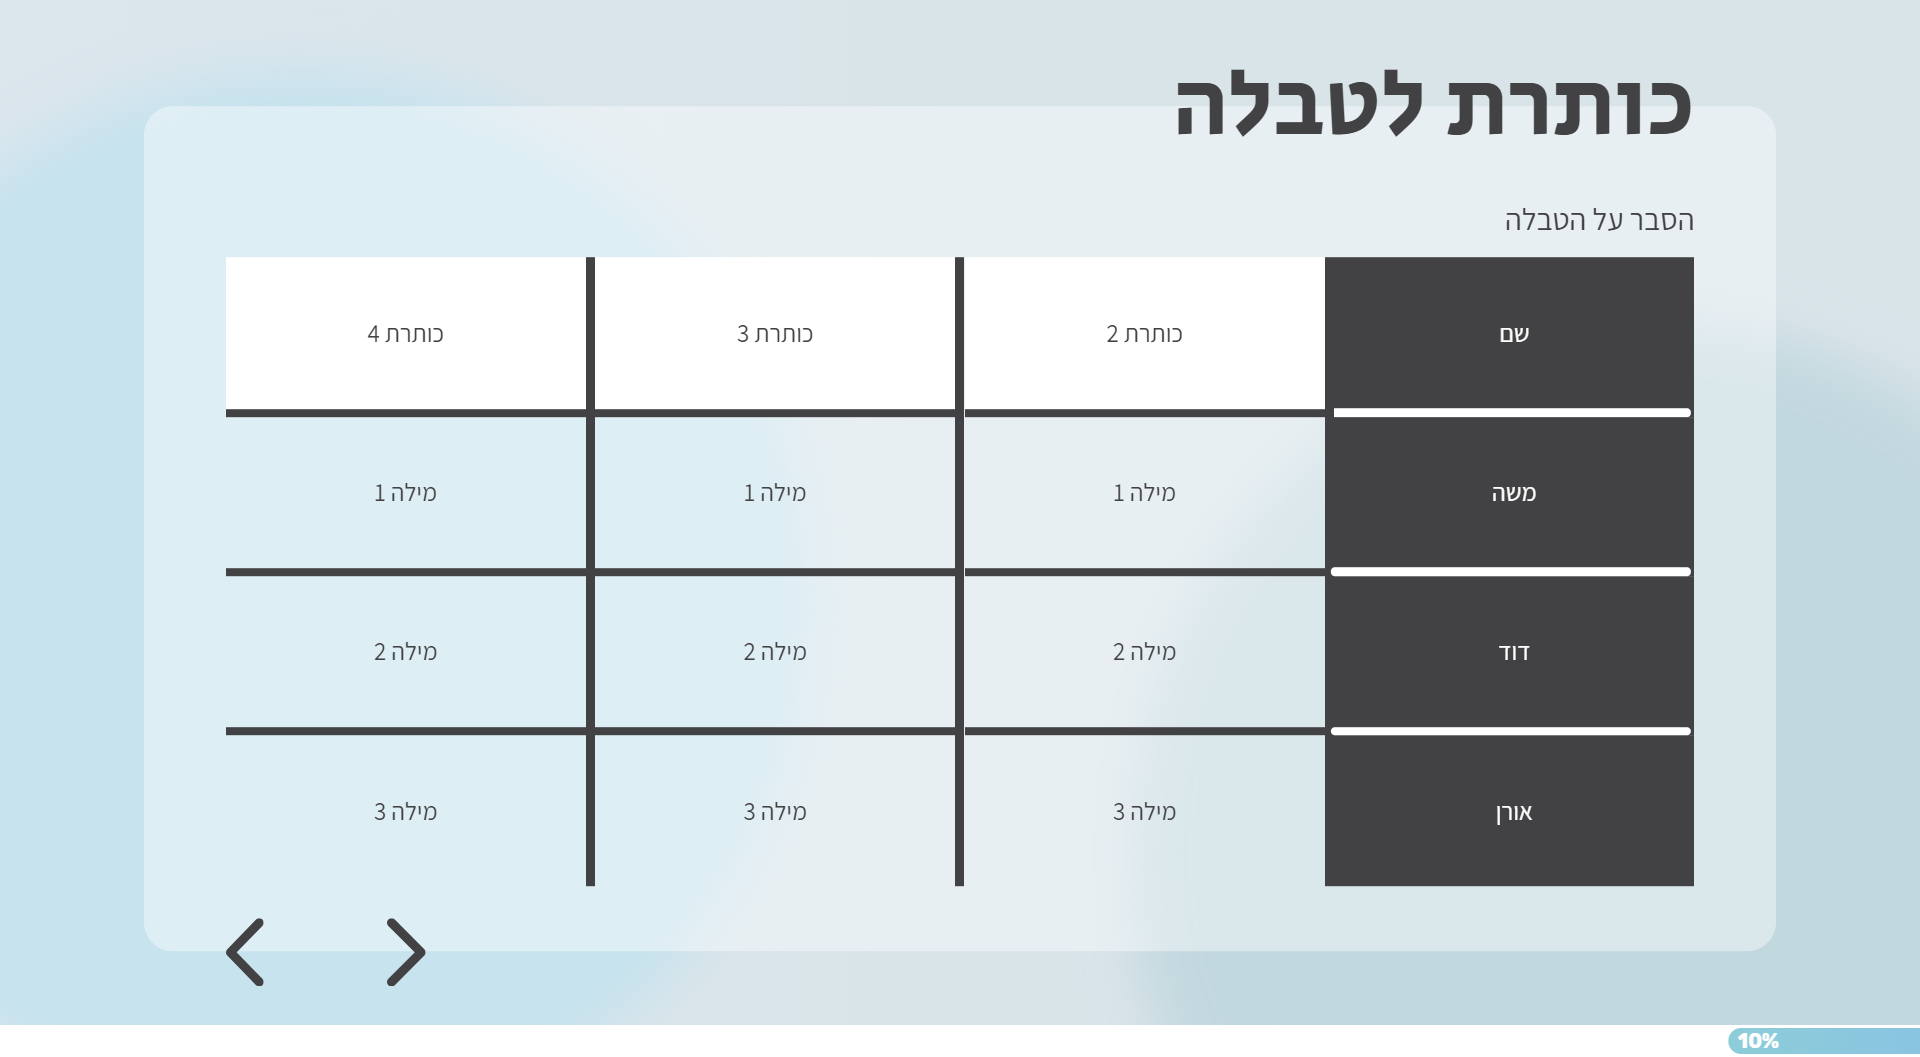 כותרת לטבלה
הסבר על הטבלה
שם כותרת 2 כותרת 3 כותרת 4
משה מילה 1 מילה 1 מילה 1
דוד מילה 2 מילה 2 מילה 2
אורן מילה 3 מילה 3 מילה 3
10%